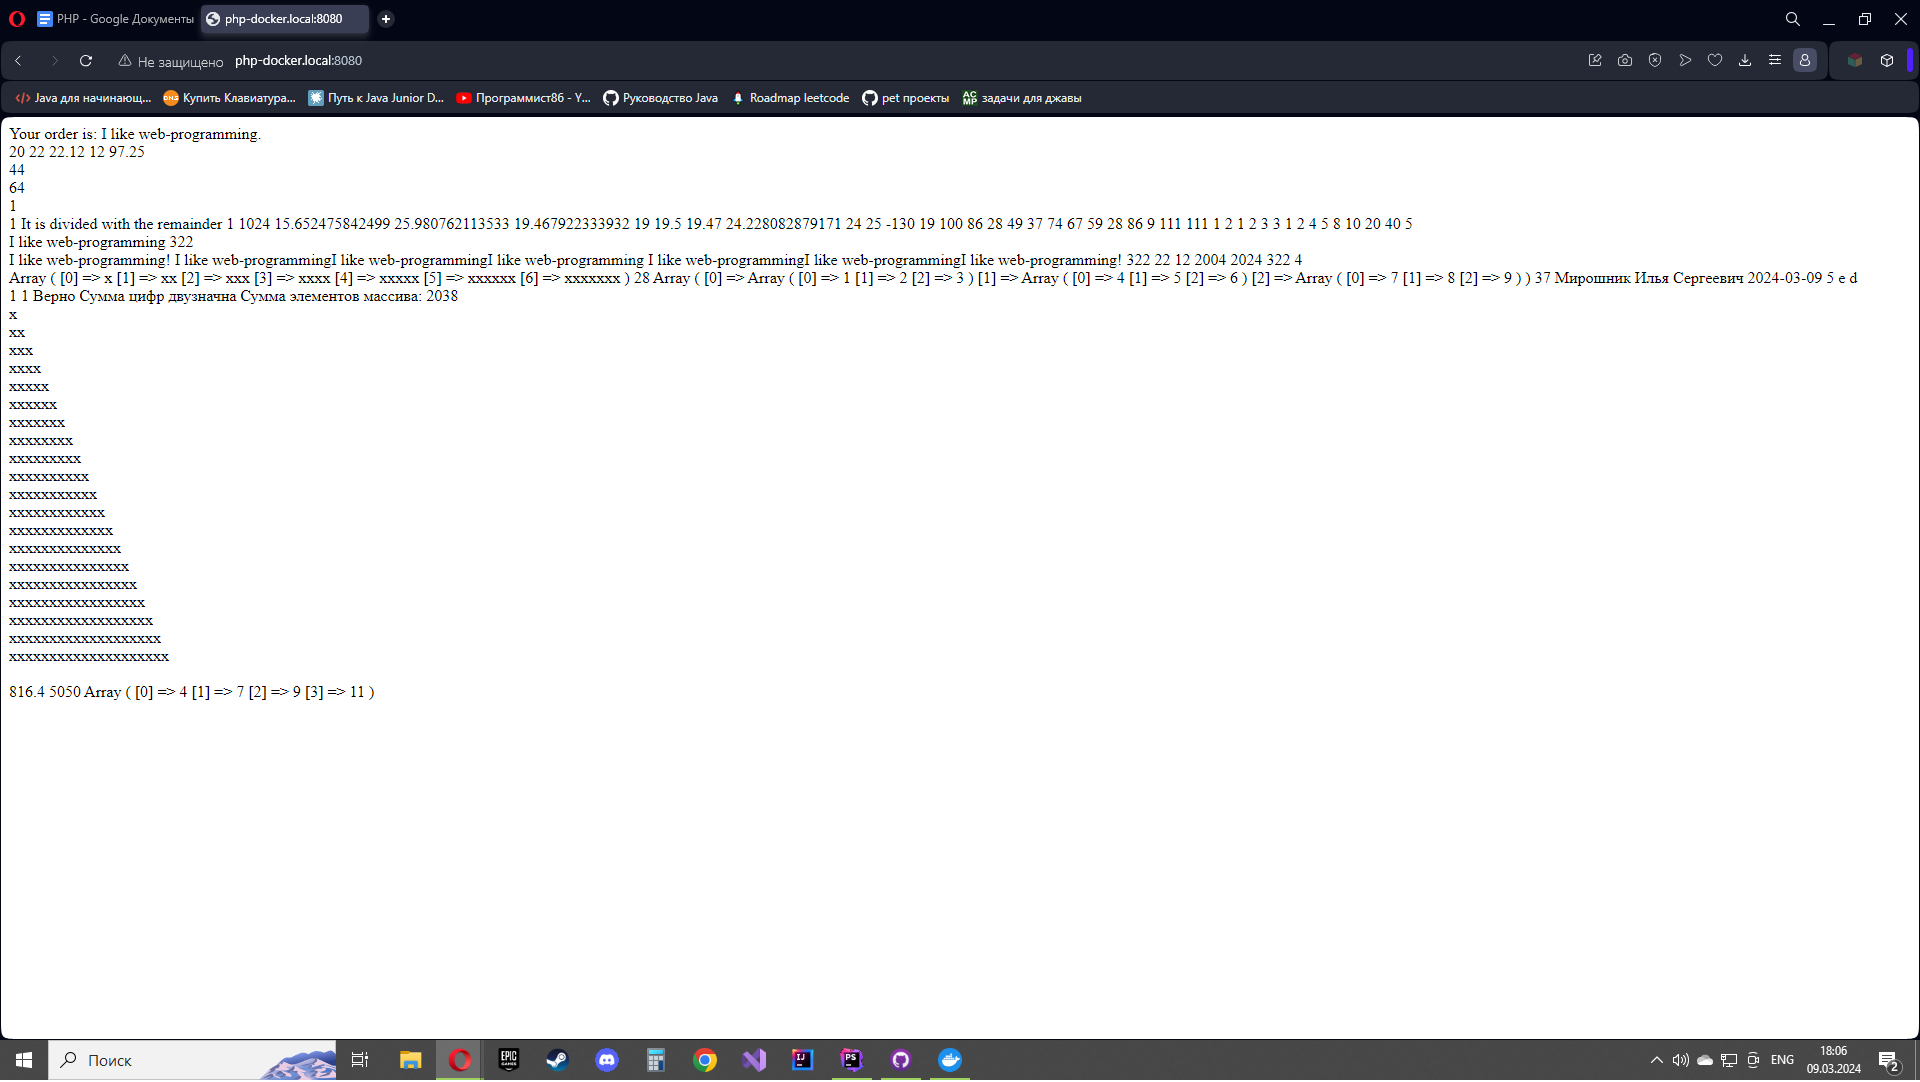 PHP - Google Документы
php-docker.local:8080
Не защищено php-docker.local:8080
Java для начинающ...
Купить Клавиатура...
Путь к Java Junior D...
Программист86 - Y...
Руководство Java
Roadmap leetcode
pet проекты
ACMP задачи для джавы
Your order is: I like web-programming.
20 22 22.12 12 97.25
44
64
1
1 It is divided with the remainder 1 1024 15.652475842499 25.980762113533 19.467922333932 19 19.5 19.47 24.228082879171 24 25 -130 19 100 86 28 49 37 74 67 59 28 86 9 111 111 1 2 1 2 3 3 1 2 4 5 8 10 20 40 5
I like web-programming 322
I like web-programming! I like web-programmingI like web-programmingI like web-programming I like web-programmingI like web-programmingI like web-programming! 322 22 12 2004 2024 322 4
Array ( [0] => x [1] => xx [2] => xxx [3] => xxxx [4] => xxxxx [5] => xxxxxx [6] => xxxxxxx ) 28 Array ( [0] => Array ( [0] => 1 [1] => 2 [2] => 3 ) [1] => Array ( [0] => 4 [1] => 5 [2] => 6 ) [2] => Array ( [0] => 7 [1] => 8 [2] => 9 ) ) 37 Мирошник Илья Сергеевич 2024-03-09 5 e d
1 1 Верно Сумма цифр двузначна Сумма элементов массива: 2038
x
xx
xxx
xxxx
xxxxx
xxxxxx
xxxxxxx
xxxxxxxx
xxxxxxxxx
xxxxxxxxxx
xxxxxxxxxxx
xxxxxxxxxxxx
xxxxxxxxxxxxx
xxxxxxxxxxxxxx
xxxxxxxxxxxxxxx
xxxxxxxxxxxxxxxx
xxxxxxxxxxxxxxxxx
xxxxxxxxxxxxxxxxxx
xxxxxxxxxxxxxxxxxxx
xxxxxxxxxxxxxxxxxxxx
816.4 5050 Array ( [0] => 4 [1] => 7 [2] => 9 [3] => 11 )
Поиск
EPIC GAMES
IJ
PS
ENG
18:06
09.03.2024
2